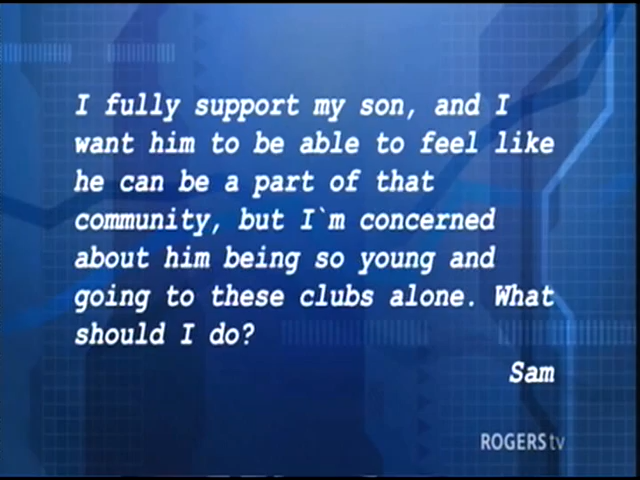 I fully support my son, and I
want him to be able to feel like
he can be a part of that
community, but I`m concerned
about him being so young and
going to these clubs alone. What
should I do?
Sam
ROGERS tv